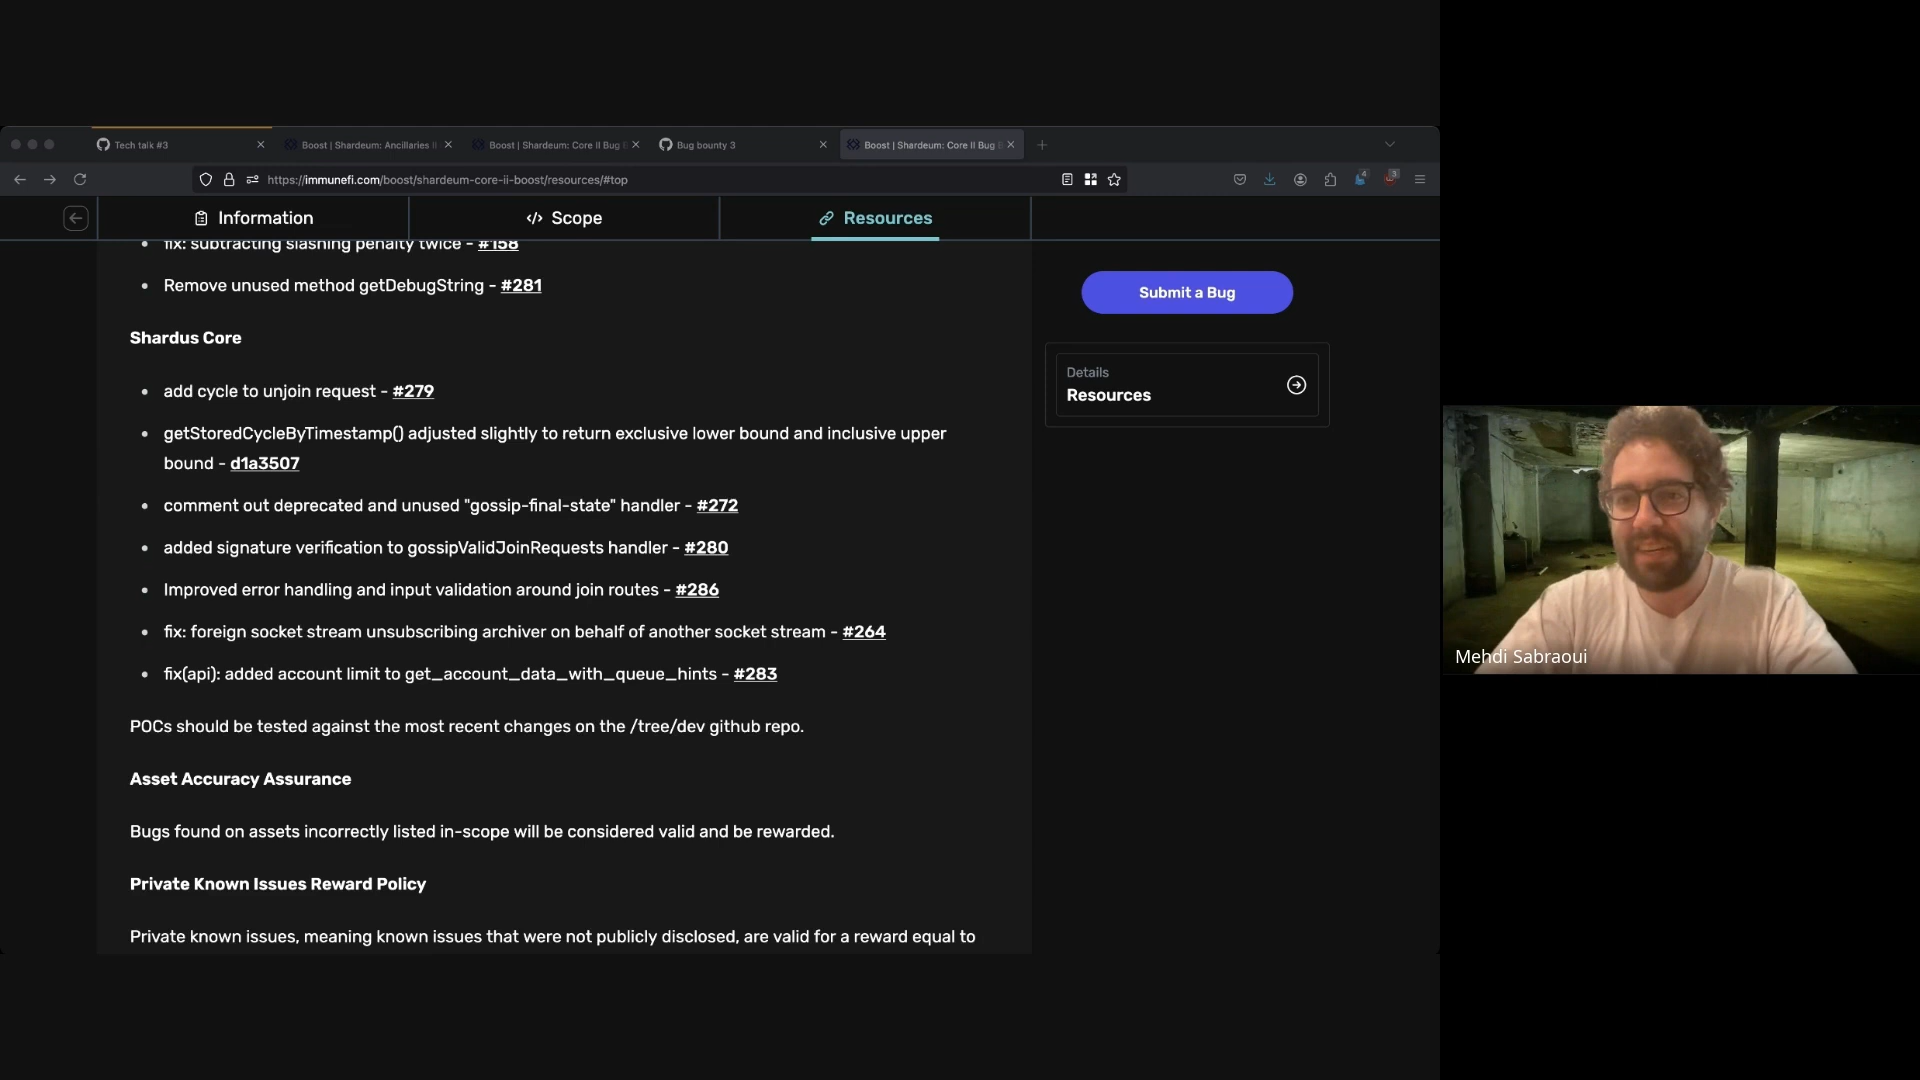 Tech talk #3
Boost | Shardeum: Ancillaries II
Boost | Shardeum: Core II Bug B
Bug bounty 3
Boost | Shardeum: Core II Bug B
https://immunefi.com/boost/shardeum-core-ii-boost/resources/#top
4
3
Information
Scope
Resources
fix: subtracting slashing penalty twice - #158
Remove unused method getDebugString - #281
Shardus Core
add cycle to unjoin request - #279
getStoredCycleByTimestamp() adjusted slightly to return exclusive lower bound and inclusive upper
bound - d1a3507
comment out deprecated and unused "gossip-final-state" handler - #272
added signature verification to gossipValidJoinRequests handler - #280
Improved error handling and input validation around join routes - #286
fix: foreign socket stream unsubscribing archiver on behalf of another socket stream - #264
fix(api): added account limit to get_account_data_with_queue_hints - #283
POCs should be tested against the most recent changes on the /tree/dev github repo.
Asset Accuracy Assurance
Bugs found on assets incorrectly listed in-scope will be considered valid and be rewarded.
Private Known Issues Reward Policy
Private known issues, meaning known issues that were not publicly disclosed, are valid for a reward equal to
Submit a Bug
Details
Resources
Mehdi Sabraoui